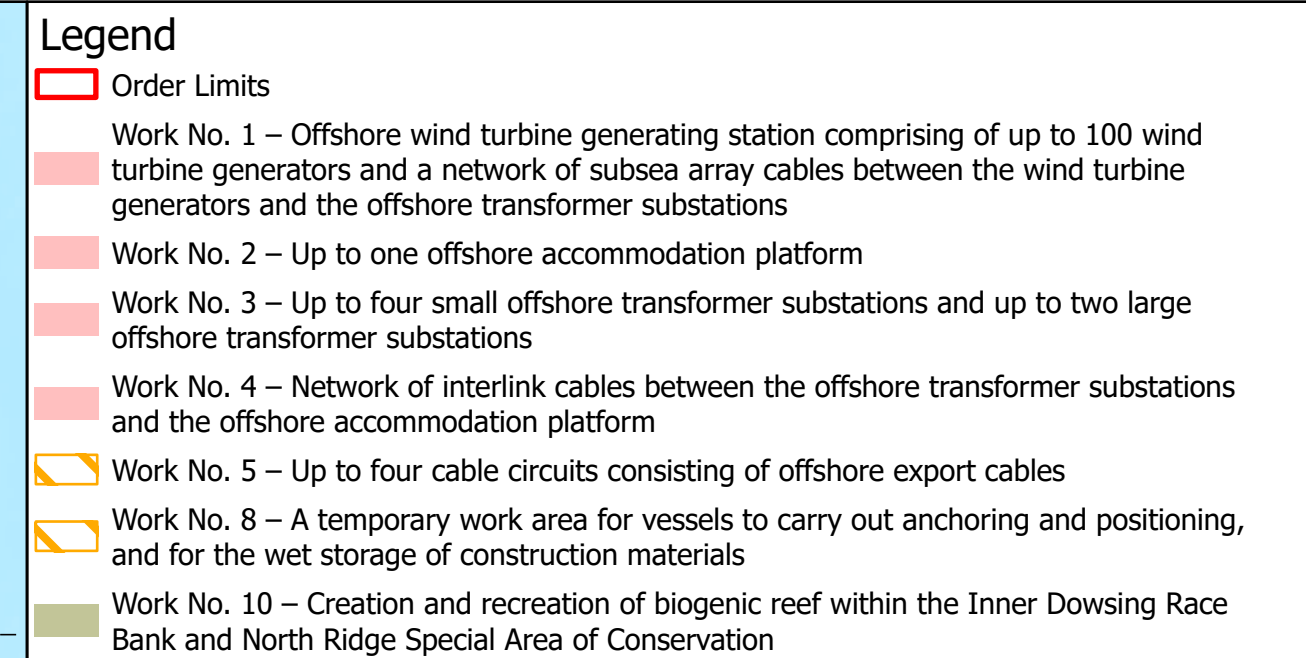 Legend
Order Limits
Work No. 1 – Offshore wind turbine generating station comprising of up to 100 wind
turbine generators and a network of subsea array cables between the wind turbine
generators and the offshore transformer substations
Work No. 2 – Up to one offshore accommodation platform
Work No. 3 – Up to four small offshore transformer substations and up to two large
offshore transformer substations
Work No. 4 – Network of interlink cables between the offshore transformer substations
and the offshore accommodation platform
Work No. 5 – Up to four cable circuits consisting of offshore export cables
Work No. 8 – A temporary work area for vessels to carry out anchoring and positioning,
and for the wet storage of construction materials
Work No. 10 – Creation and recreation of biogenic reef within the Inner Dowsing Race
Bank and North Ridge Special Area of Conservation